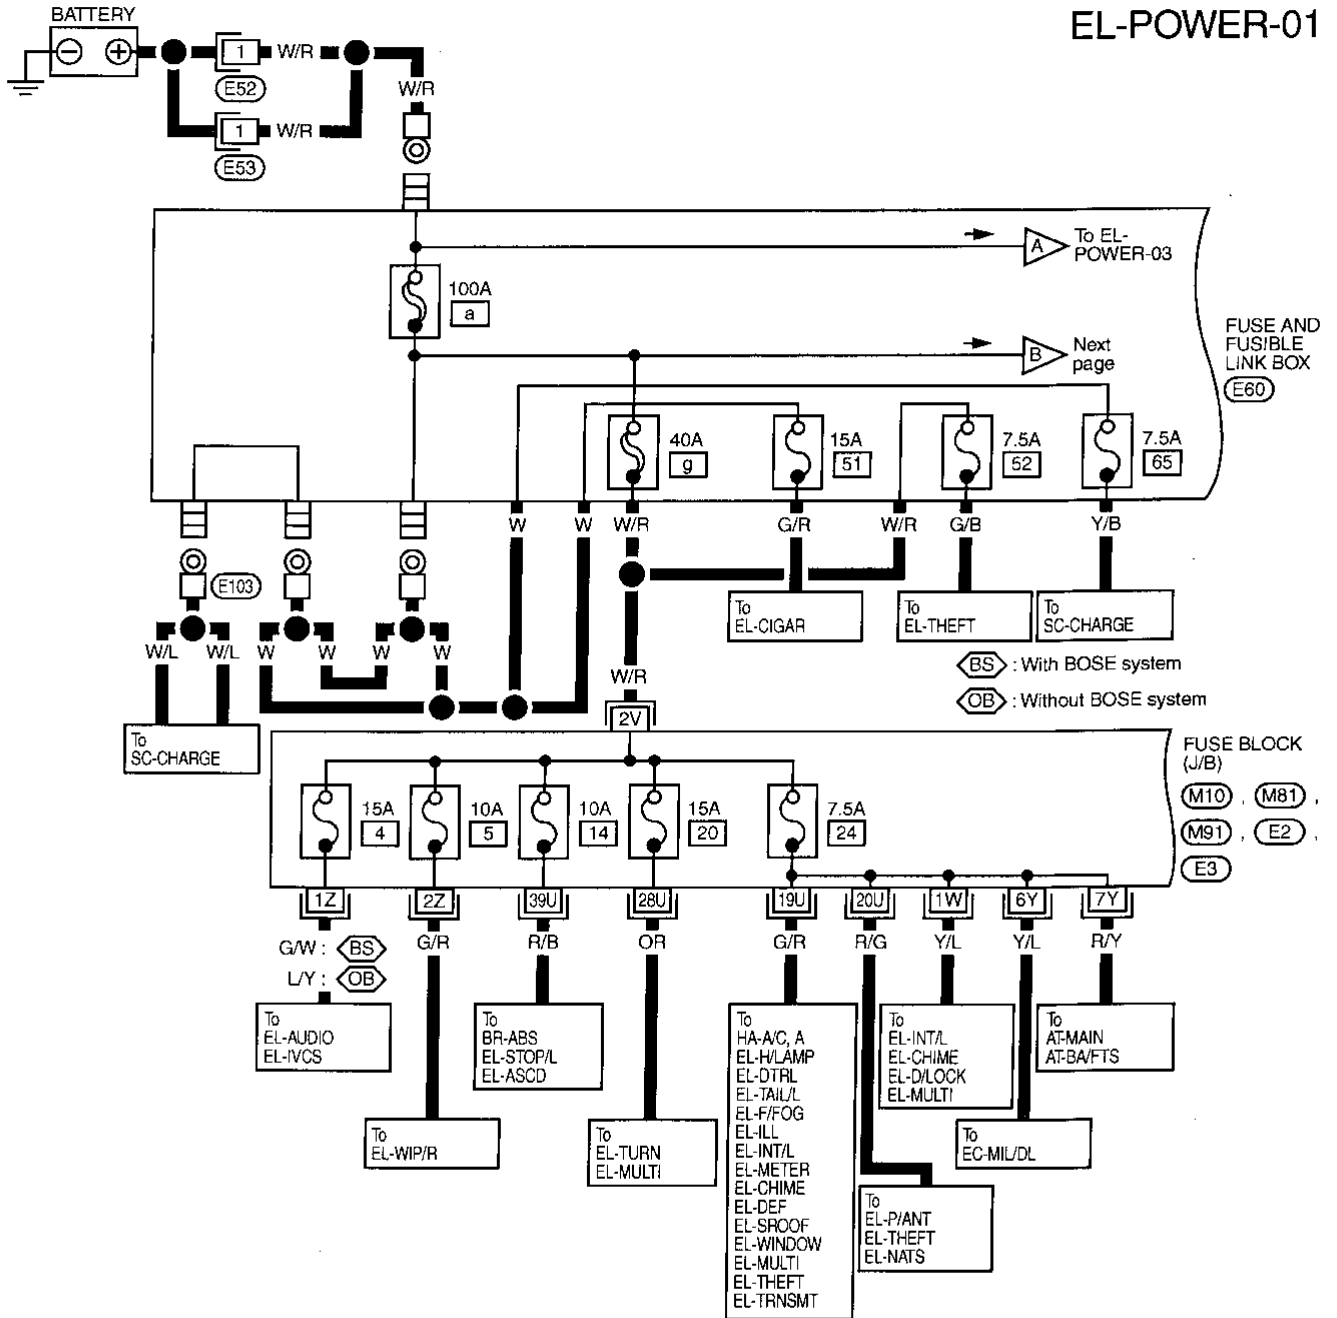 EL-POWER-01
BATTERY
1 W/R
E52
W/R
1 W/R
E53
A To EL-
POWER-03
100A
a
B Next
page
FUSE AND
FUSIBLE
LINK BOX
E60
40A
g
15A
51
7.5A
52
7.5A
65
W W W/R G/R W/R G/B Y/B
E103
To
EL-CIGAR
To
EL-THEFT
To
SC-CHARGE
W/L W/L W W W W
W/R
BS : With BOSE system
OB : Without BOSE system
2V
To
SC-CHARGE
FUSE BLOCK
(J/B)
M10 , M81 ,
M91 , E2 ,
E3
15A
4
10A
5
10A
14
15A
20
7.5A
24
1Z 2Z 39U 28U 19U 20U 1W 6Y 7Y
G/W : BS
L/Y : OB
G/R R/B OR G/R R/G Y/L Y/L R/Y
To
EL-AUDIO
EL-IVCS
To
BR-ABS
EL-STOP/L
EL-ASCD
To
HA-A/C, A
EL-H/LAMP
EL-DTRL
EL-TAIL/L
EL-F/FOG
EL-ILL
EL-INT/L
EL-METER
EL-CHIME
EL-DEF
EL-SROOF
EL-WINDOW
EL-MULTI
EL-THEFT
EL-TRNSMT
To
EL-INT/L
EL-CHIME
EL-D/LOCK
EL-MULTI
To
AT-MAIN
AT-BA/FTS
To
EL-WIP/R
To
EL-TURN
EL-MULTI
To
EC-MIL/DL
To
EL-P/ANT
EL-THEFT
EL-NATS